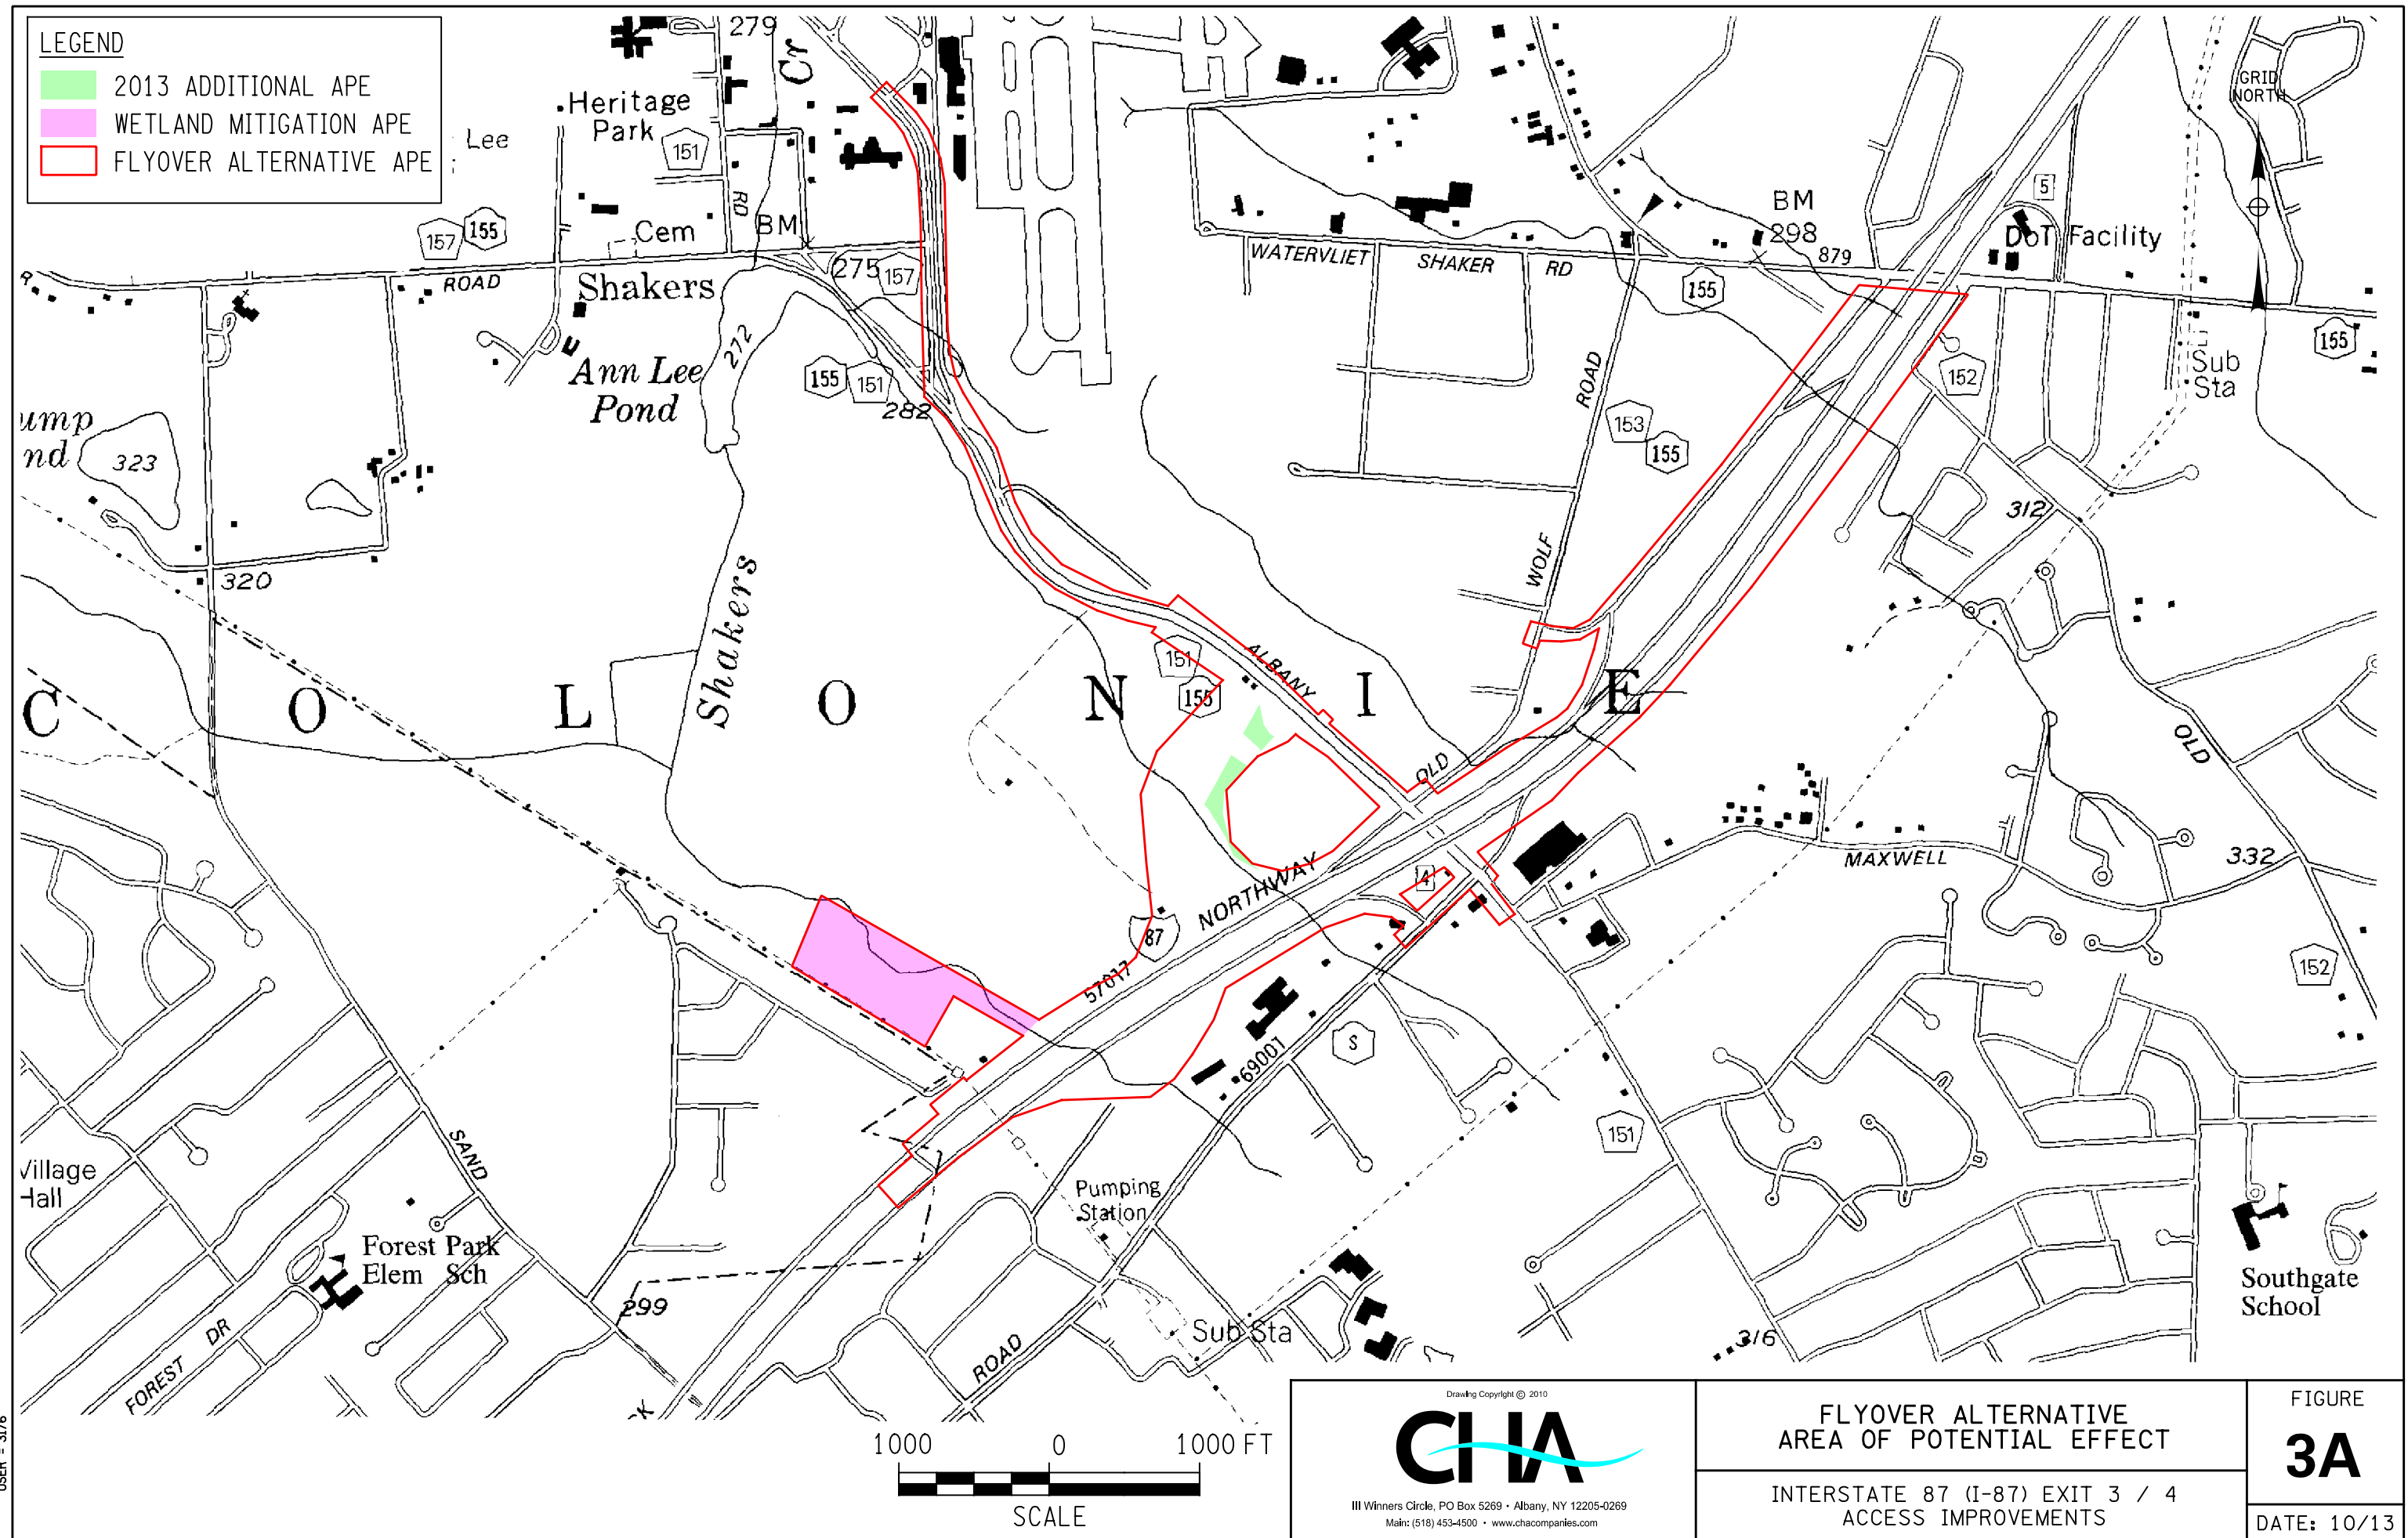 LEGEND
2013 ADDITIONAL APE
WETLAND MITIGATION APE
FLYOVER ALTERNATIVE APE
279
Cr
Heritage
Park
151
Lee
RD
Cem
BM
157
155
ROAD
Shakers
275
157
Ann Lee
Pond
272
155
151
282
ump
nd
323
320
WATERVLIET SHAKER RD
BM
298
879
155
5
DoT Facility
GRID
NORTH
155
Sub
Sta
152
ROAD
153
155
WOLF
312
Shakers
151
155
ALBANY
C O L O N I E
OLD
OLD
NORTHWAY
4
MAXWELL
332
87
57017
152
69001
S
151
SAND
Village
Hall
Pumping
Station
Forest Park
Elem Sch
299
FOREST DR
ROAD
Sub Sta
316
Southgate
School
1000 0 1000 FT
SCALE
USER = 3176
Drawing Copyright © 2010
CHA
III Winners Circle, PO Box 5269 • Albany, NY 12205-0269
Main: (518) 453-4500 • www.chacompanies.com
FLYOVER ALTERNATIVE
AREA OF POTENTIAL EFFECT
INTERSTATE 87 (I-87) EXIT 3 / 4
ACCESS IMPROVEMENTS
FIGURE
3A
DATE: 10/13